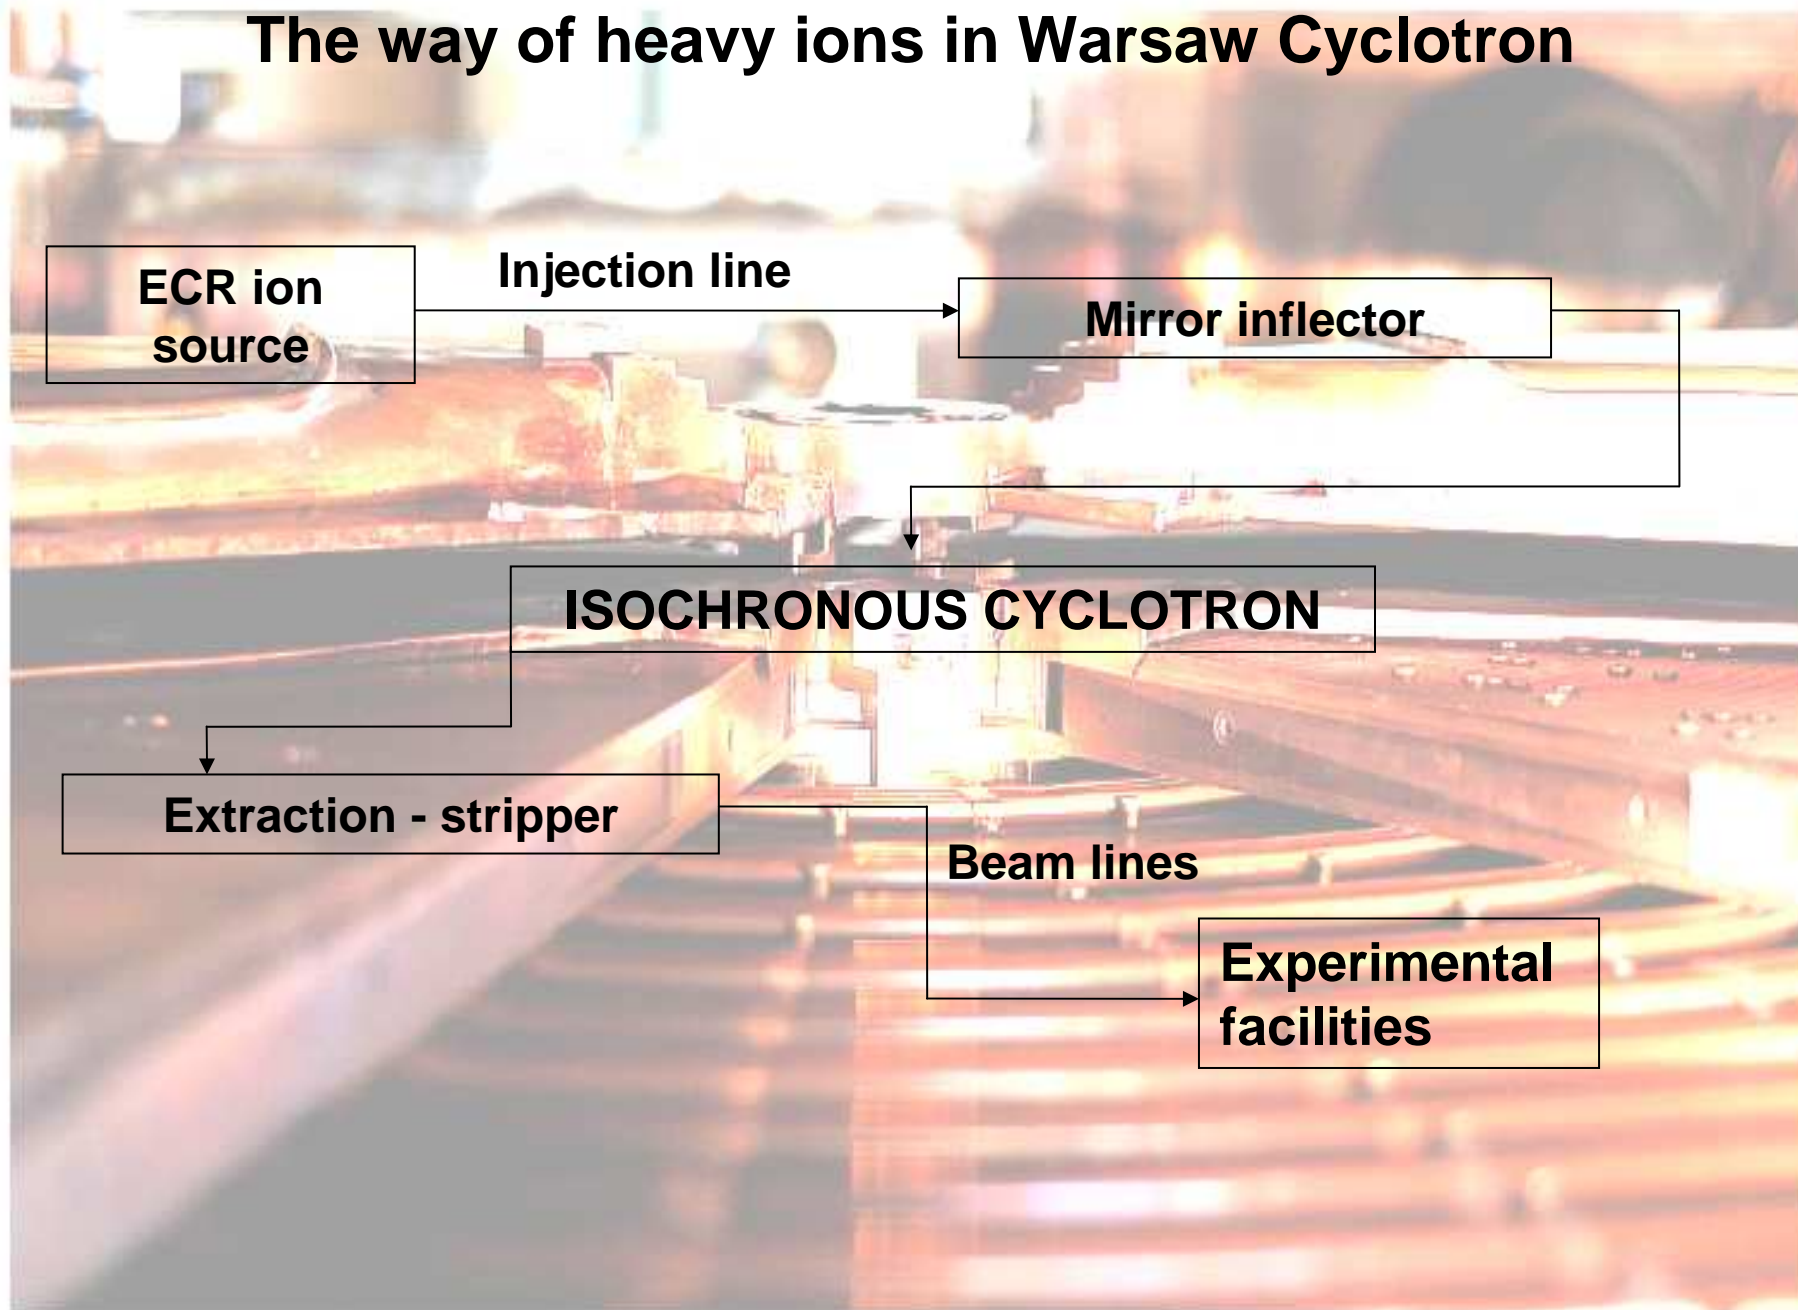 The way of heavy ions in Warsaw Cyclotron
ECR ion
source
Injection line
Mirror inflector
ISOCHRONOUS CYCLOTRON
Extraction - stripper
Beam lines
Experimental
facilities